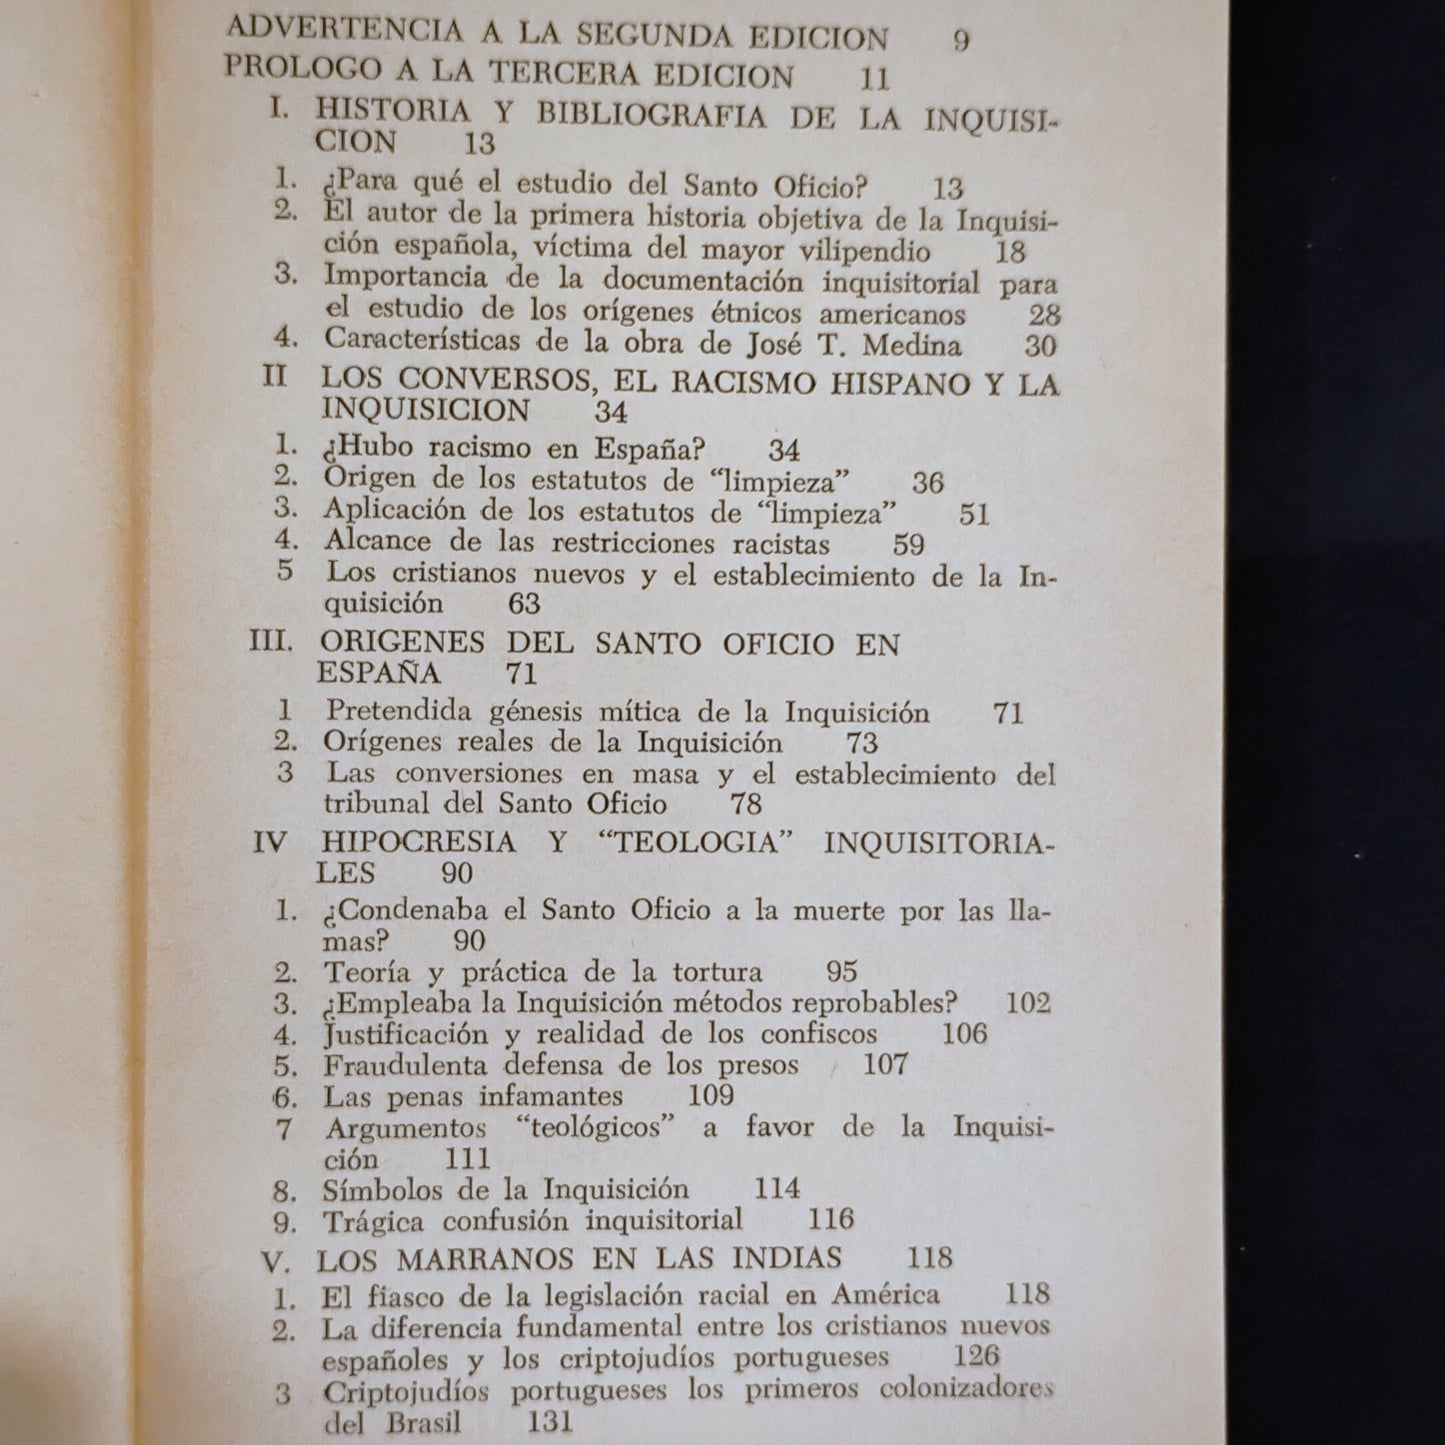 ADVERTENCIA A LA SEGUNDA EDICION 9
PROLOGO A LA TERCERA EDICION 11
I. HISTORIA Y BIBLIOGRAFIA DE LA INQUISI-
CION 13
1. ¿Para qué el estudio del Santo Oficio? 13
2. El autor de la primera historia objetiva de la Inquisi-
ción española, víctima del mayor vilipendio 18
3. Importancia de la documentación inquisitorial para
el estudio de los orígenes étnicos americanos 28
4. Características de la obra de José T. Medina 30
II LOS CONVERSOS, EL RACISMO HISPANO Y LA
INQUISICION 34
1. ¿Hubo racismo en España? 34
2. Origen de los estatutos de “limpieza” 36
3. Aplicación de los estatutos de “limpieza” 51
4. Alcance de las restricciones racistas 59
5 Los cristianos nuevos y el establecimiento de la In-
quisición 63
III. ORIGENES DEL SANTO OFICIO EN
ESPAÑA 71
1 Pretendida génesis mítica de la Inquisición 71
2. Orígenes reales de la Inquisición 73
3 Las conversiones en masa y el establecimiento del
tribunal del Santo Oficio 78
IV HIPOCRESIA Y “TEOLOGIA” INQUISITORIA-
LES 90
1. ¿Condenaba el Santo Oficio a la muerte por las lla-
mas? 90
2. Teoría y práctica de la tortura 95
3. ¿Empleaba la Inquisición métodos reprobables? 102
4. Justificación y realidad de los confiscos 106
5. Fraudulenta defensa de los presos 107
6. Las penas infamantes 109
7 Argumentos “teológicos” a favor de la Inquisi-
ción 111
8. Símbolos de la Inquisición 114
9. Trágica confusión inquisitorial 116
V. LOS MARRANOS EN LAS INDIAS 118
1. El fiasco de la legislación racial en América 118
2. La diferencia fundamental entre los cristianos nuevos
españoles y los criptojudíos portugueses 126
3 Criptojudíos portugueses los primeros colonizadores
del Brasil 131